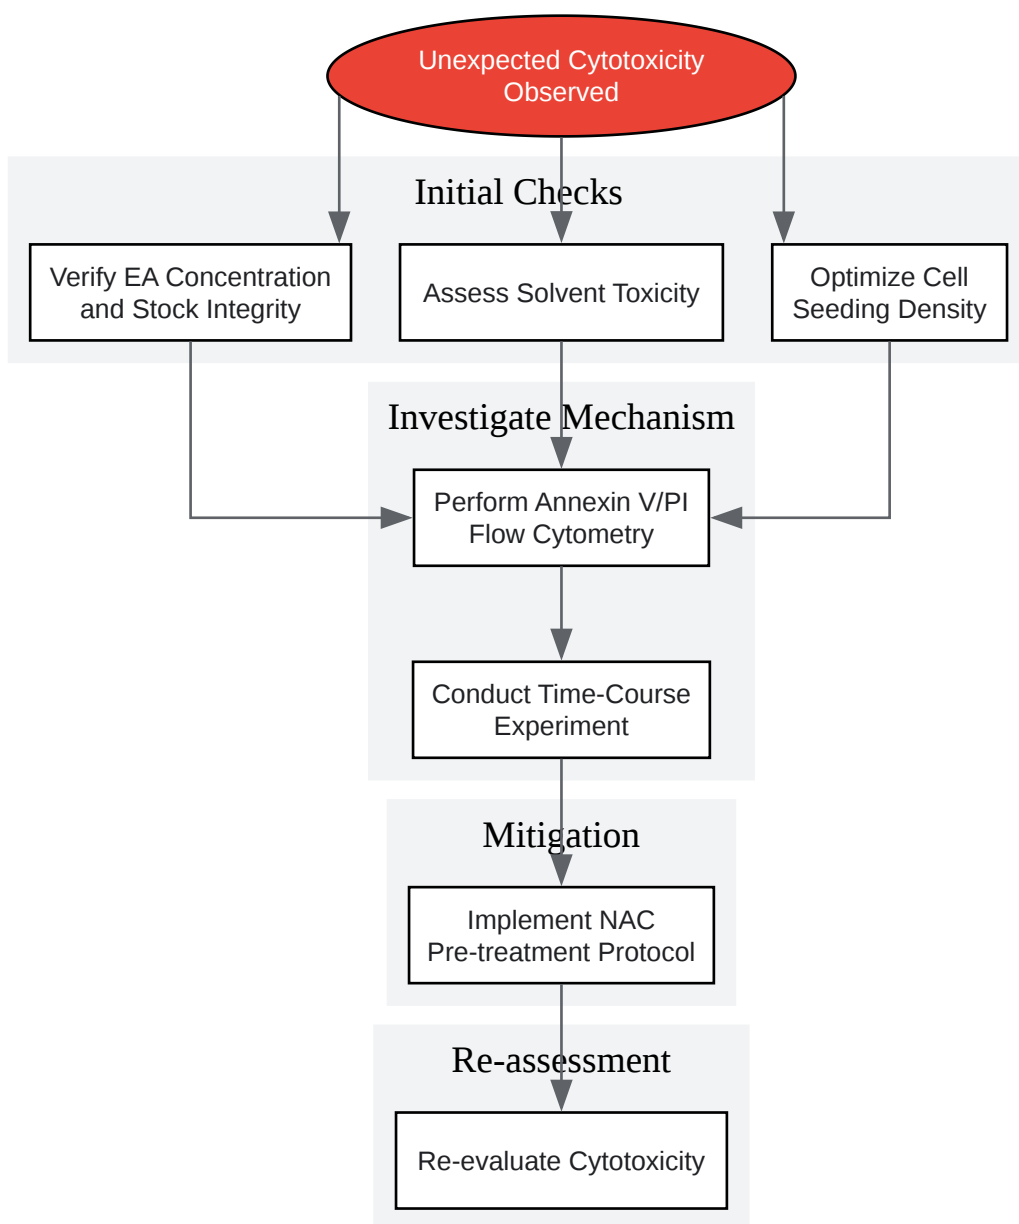 Unexpected Cytotoxicity
Observed
Initial Checks
Verify EA Concentration
and Stock Integrity
Assess Solvent Toxicity
Optimize Cell
Seeding Density
Investigate Mechanism
Perform Annexin V/PI
Flow Cytometry
Conduct Time-Course
Experiment
Mitigation
Implement NAC
Pre-treatment Protocol
Re-assessment
Re-evaluate Cytotoxicity